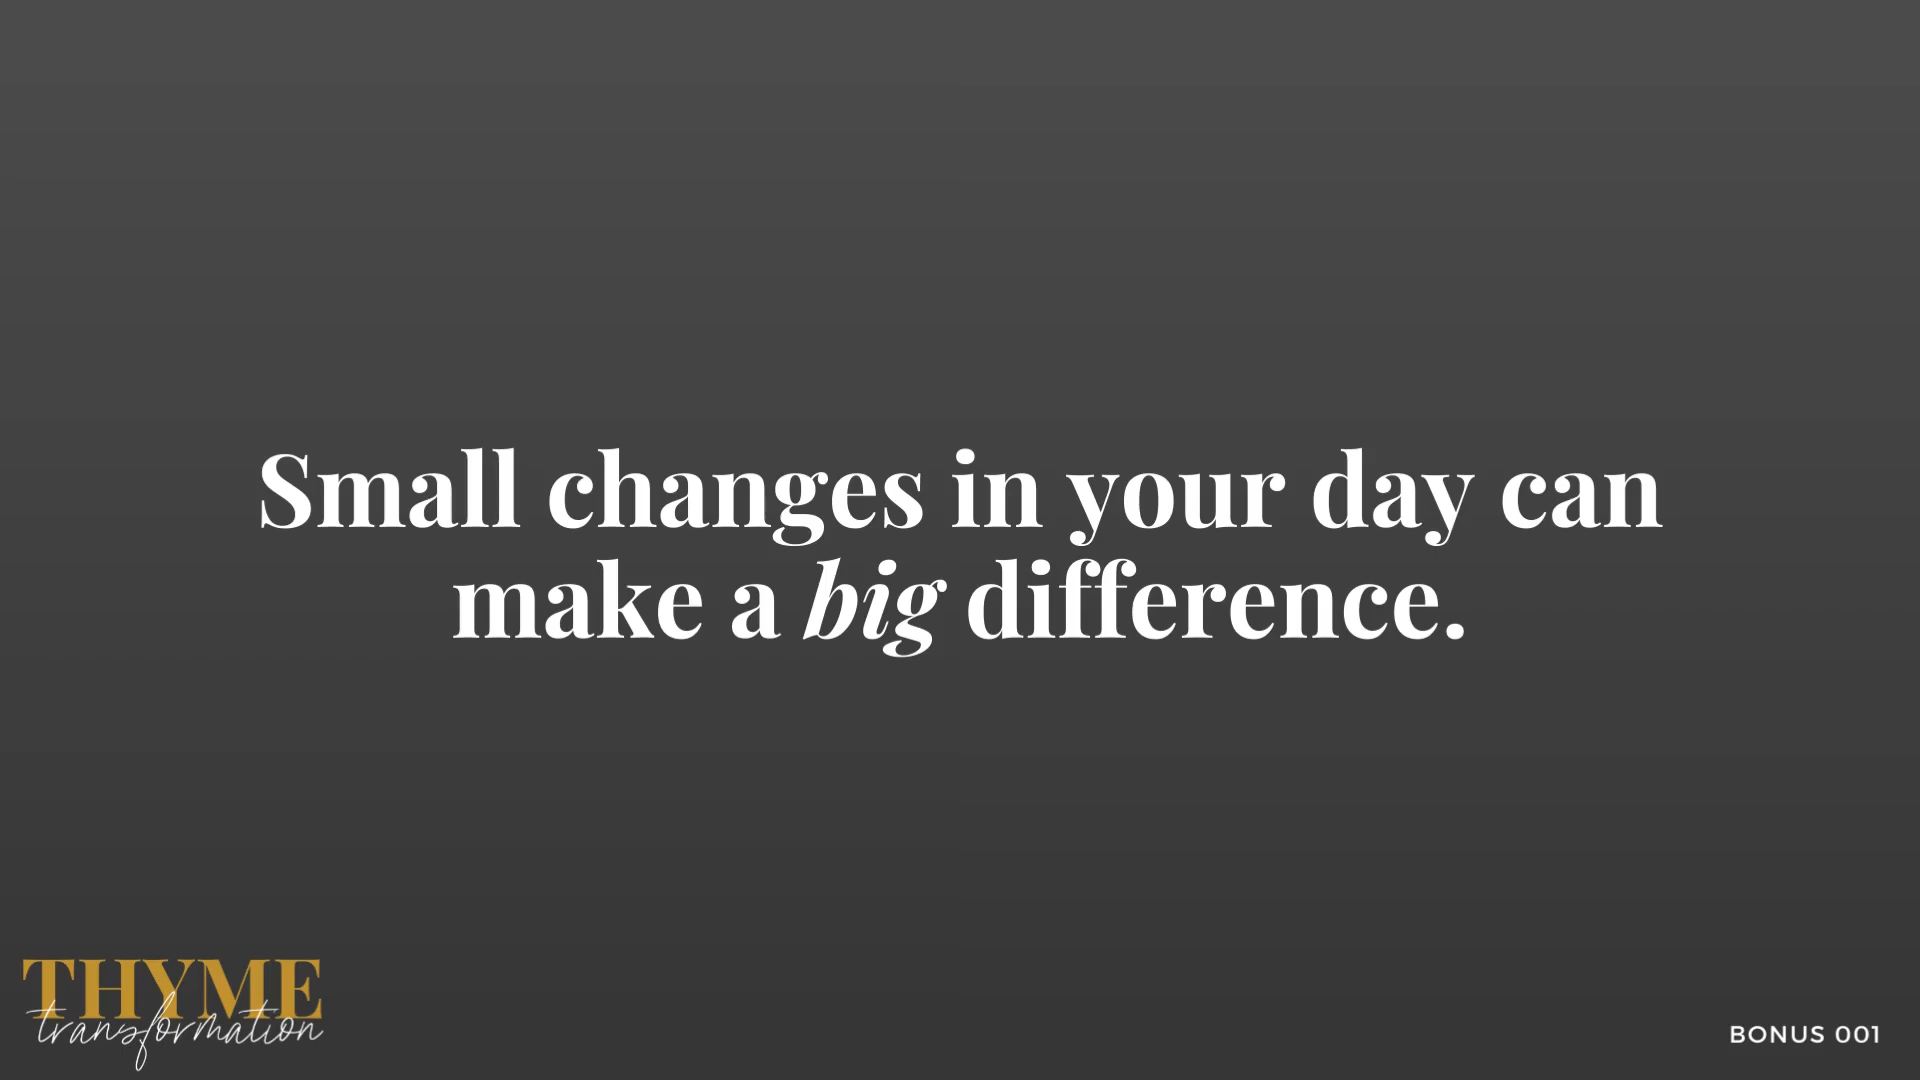 Small changes in your day can
make a big difference.
THYME
transformation
BONUS 001